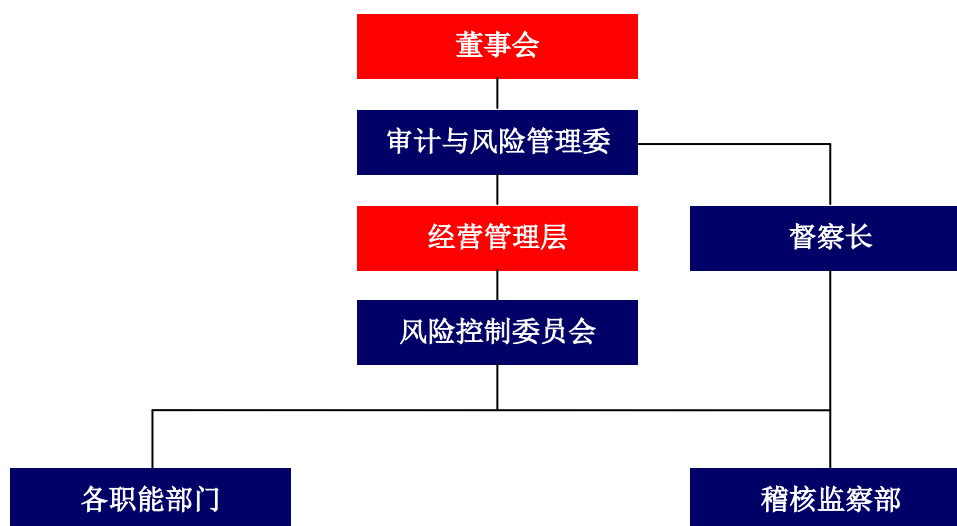 董事会
审计与风险管理委
经营管理层
督察长
风险控制委员会
各职能部门
稽核监察部